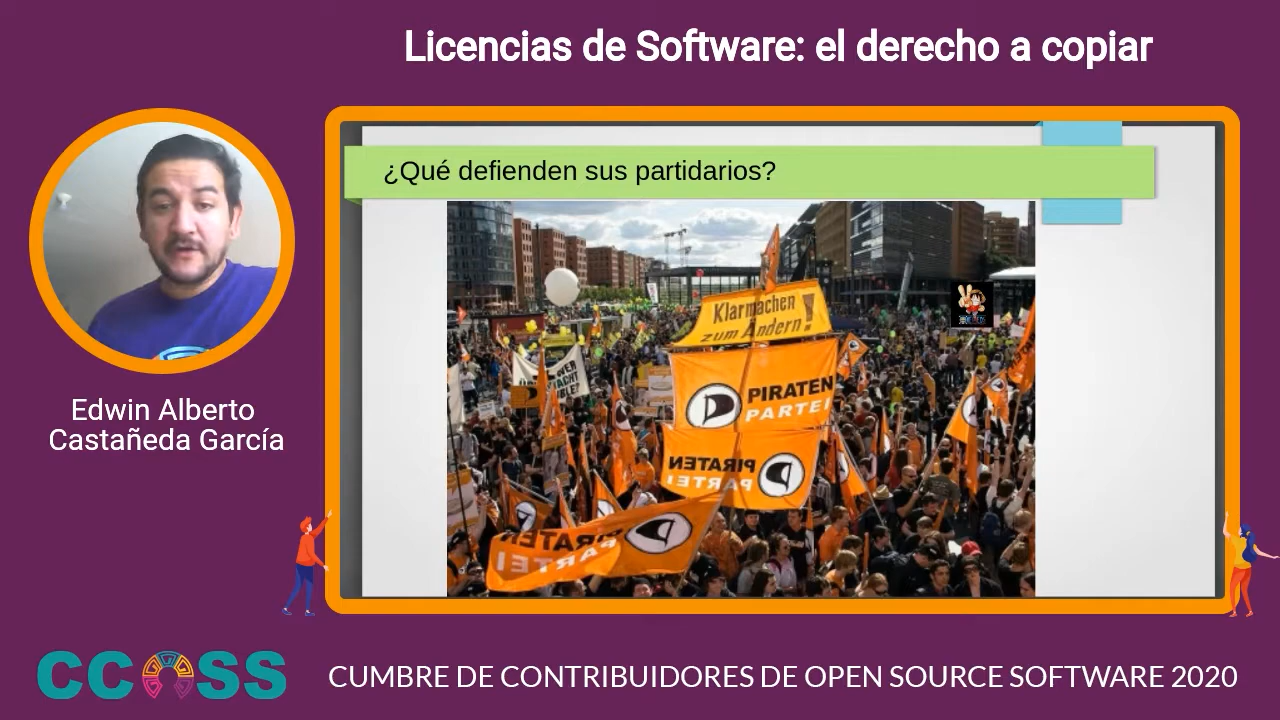 Licencias de Software: el derecho a copiar
¿Qué defienden sus partidarios?
Klarmachen
zum Ändern!
PIRATEN
PARTEI
PIRATEN
PARTEI
PIRATEN
PARTEI
Edwin Alberto
Castañeda García
CCOSS
CUMBRE DE CONTRIBUIDORES DE OPEN SOURCE SOFTWARE 2020